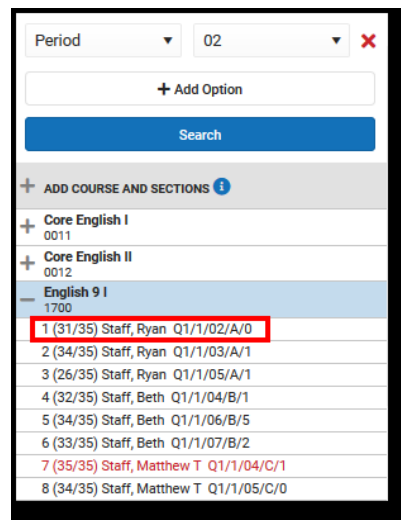 Period 02
+ Add Option
Search
ADD COURSE AND SECTIONS
Core English I
0011
Core English II
0012
English 9 I
1700
1 (31/35) Staff, Ryan Q1/1/02/A/0
2 (34/35) Staff, Ryan Q1/1/03/A/1
3 (26/35) Staff, Ryan Q1/1/05/A/1
4 (32/35) Staff, Beth Q1/1/04/B/1
5 (34/35) Staff, Beth Q1/1/06/B/5
6 (33/35) Staff, Beth Q1/1/07/B/2
7 (35/35) Staff, Matthew T Q1/1/04/C/1
8 (34/35) Staff, Matthew T Q1/1/05/C/0